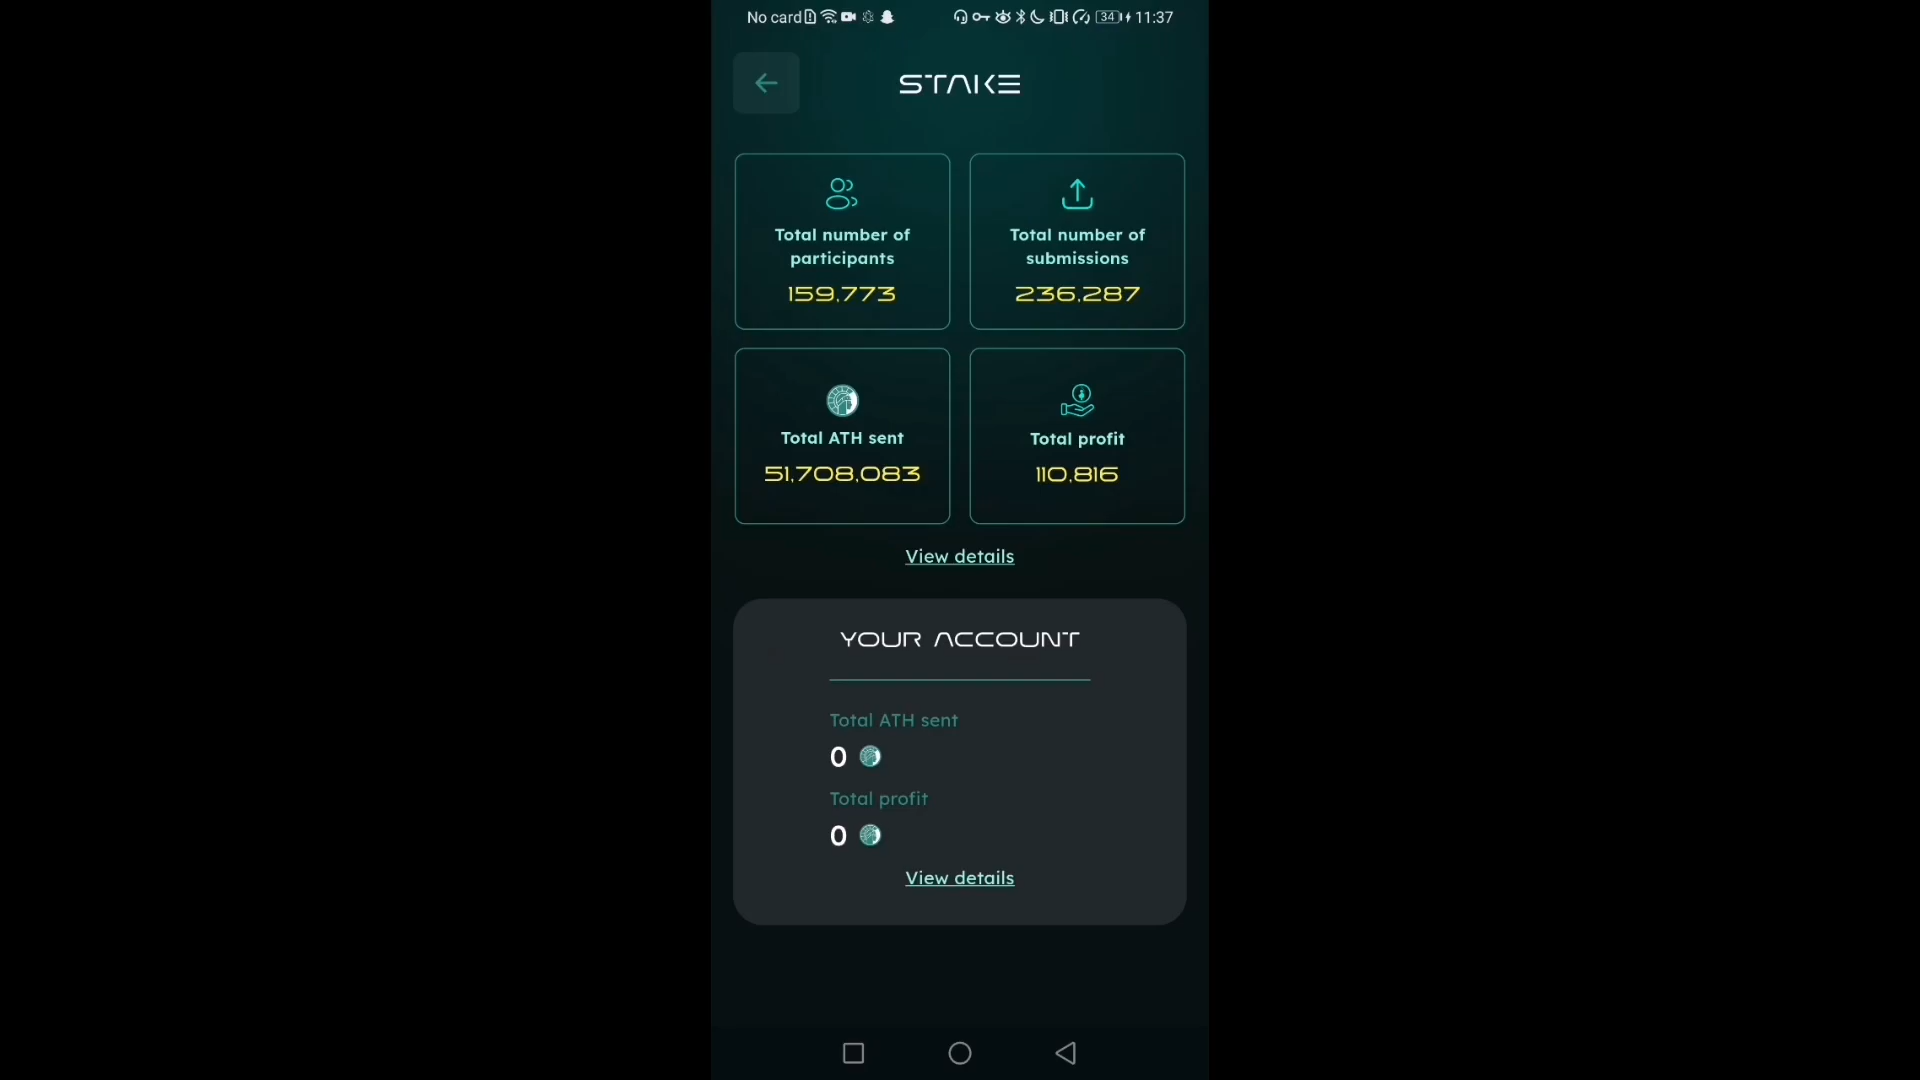 No card 34 11:37
STAKE
Total number of
participants
159,773
Total number of
submissions
236,287
Total ATH sent
51,708,083
Total profit
110,816
View details
YOUR ACCOUNT
Total ATH sent
0
Total profit
0
View details